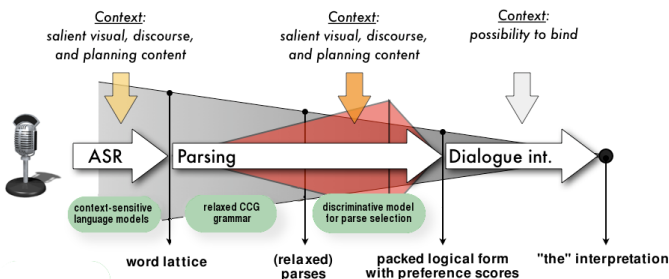 Context:
salient visual, discourse,
and planning content
Context:
salient visual, discourse,
and planning content
Context:
possibility to bind
ASR
Parsing
Dialogue int.
context-sensitive
language models
relaxed CCG
grammar
discriminative model
for parse selection
word lattice
(relaxed)
parses
packed logical form
with preference scores
"the" interpretation